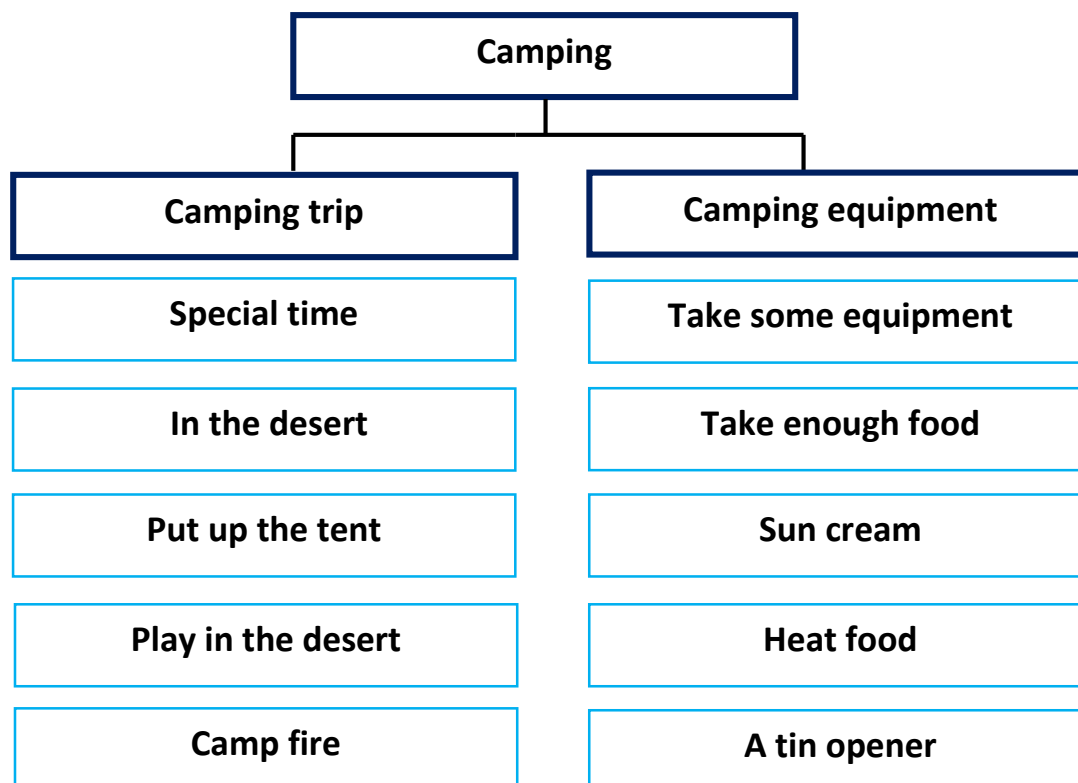 Camping
Camping trip
Camping equipment
Special time
Take some equipment
In the desert
Take enough food
Put up the tent
Sun cream
Play in the desert
Heat food
Camp fire
A tin opener